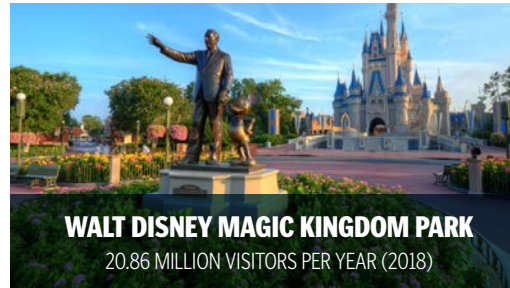 WALT DISNEY MAGIC KINGDOM PARK
20.86 MILLION VISITORS PER YEAR (2018)